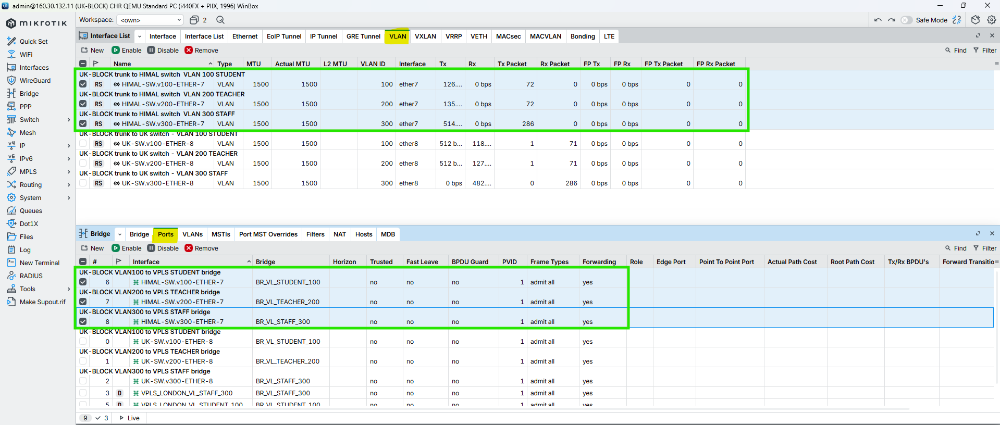 admin@160.30.132.11 (UK-BLOCK) CHR QEMU Standard PC (i440FX + PIIX, 1996) WinBox
mikrotik
Workspace: <own> 2
Safe Mode
Quick Set
WiFi
Interfaces
WireGuard
Bridge
PPP
Switch
Mesh
IP
IPv6
MPLS
Routing
System
Queues
Dot1X
Files
Log
New Terminal
RADIUS
Tools
Make Supout.rif
Interface List Interface Interface List Ethernet EoIP Tunnel IP Tunnel GRE Tunnel VLAN VXLAN VRRP VETH MACsec MACVLAN Bonding LTE
New Enable Disable Remove Find Filter
Name Type MTU Actual MTU L2 MTU VLAN ID Interface Tx Rx Tx Packet Rx Packet FP Tx FP Rx FP Tx Packet FP Rx Packet
UK-BLOCK trunk to HIMAL switch VLAN 100 STUDENT
RS HIMAL-SW.v100-ETHER-7 VLAN 1500 1500 100 ether7 126.... 0 bps 72 0 0 bps 0 bps 0 0
UK-BLOCK trunk to HIMAL switch VLAN 200 TEACHER
RS HIMAL-SW.v200-ETHER-7 VLAN 1500 1500 200 ether7 135.... 0 bps 72 0 0 bps 0 bps 0 0
UK-BLOCK trunk to HIMAL switch VLAN 300 STAFF
RS HIMAL-SW.v300-ETHER-7 VLAN 1500 1500 300 ether7 514.... 0 bps 286 0 0 bps 0 bps 0 0
UK-BLOCK trunk to UK switch - VLAN 100 STUDENT
RS UK-SW.v100-ETHER-8 VLAN 1500 1500 100 ether8 512 b... 118.... 1 71 0 bps 0 bps 0 0
UK-BLOCK trunk to UK switch - VLAN 200 TEACHER
RS UK-SW.v200-ETHER-8 VLAN 1500 1500 200 ether8 512 b... 127.... 1 71 0 bps 0 bps 0 0
UK-BLOCK trunk to UK switch - VLAN 300 STAFF
RS UK-SW.v300-ETHER-8 VLAN 1500 1500 300 ether8 0 bps 482.... 0 286 0 bps 0 bps 0 0
Bridge Bridge Ports VLANs MSTIs Port MST Overrides Filters NAT Hosts MDB
New Enable Disable Remove Find Filter
# Interface Bridge Horizon Trusted Fast Leave BPDU Guard PVID Frame Types Forwarding Role Edge Port Point To Point Port Actual Path Cost Root Path Cost Tx/Rx BPDU's Forward Transitio
UK-BLOCK VLAN100 to VPLS STUDENT bridge
6 HIMAL-SW.v100-ETHER-7 BR_VL_STUDENT_100 no no no 1 admit all yes
UK-BLOCK VLAN200 to VPLS TEACHER bridge
7 HIMAL-SW.v200-ETHER-7 BR_VL_TEACHER_200 no no no 1 admit all yes
UK-BLOCK VLAN300 to VPLS STAFF bridge
8 HIMAL-SW.v300-ETHER-7 BR_VL_STAFF_300 no no no 1 admit all yes
UK-BLOCK VLAN100 to VPLS STUDENT bridge
0 UK-SW.v100-ETHER-8 BR_VL_STUDENT_100 no no no 1 admit all yes
UK-BLOCK VLAN200 to VPLS TEACHER bridge
1 UK-SW.v200-ETHER-8 BR_VL_TEACHER_200 no no no 1 admit all yes
UK-BLOCK VLAN300 to VPLS STAFF bridge
2 UK-SW.v300-ETHER-8 BR_VL_STAFF_300 no no no 1 admit all yes
3 D VPLS_LONDON_VL_STAFF_300 BR_VL_STAFF_300 no no no 1 admit all yes
5 D VPLS_LONDON_VL_STUDENT_100 BR_VL_STUDENT_100 no no no 1 admit all yes
9 3 Live